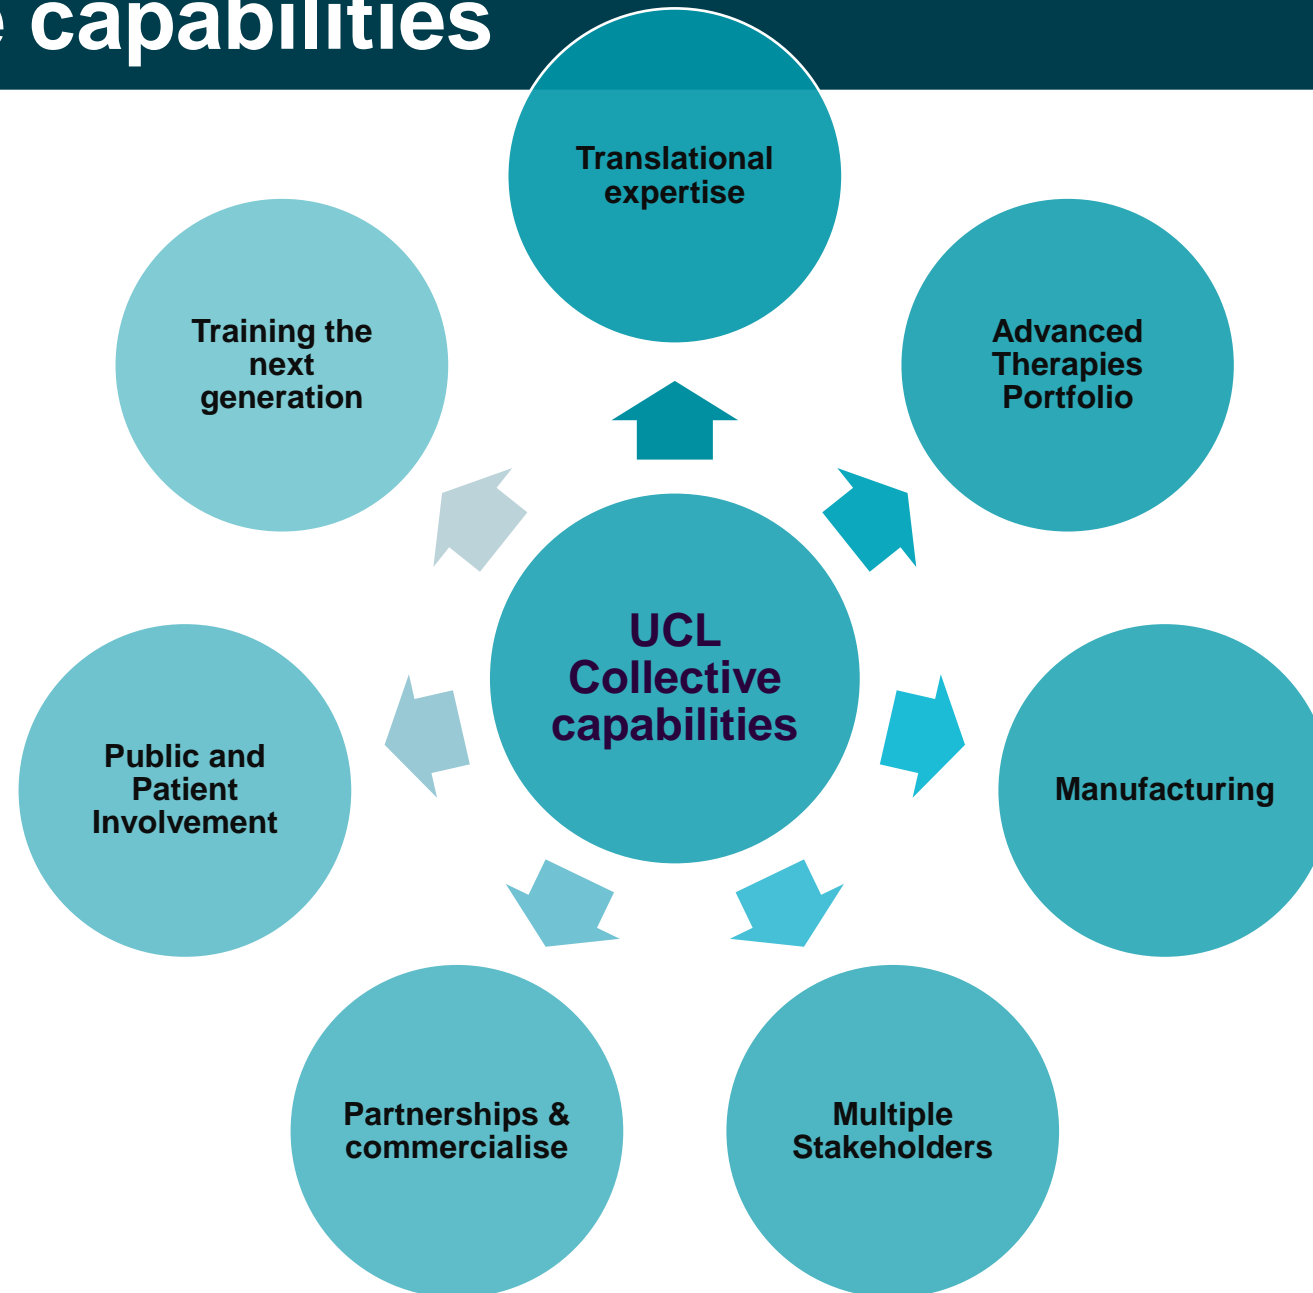 e capabilities
Translational
expertise
Advanced
Therapies
Portfolio
Manufacturing
Multiple
Stakeholders
Partnerships &
commercialise
Public and
Patient
Involvement
Training the
next
generation
UCL
Collective
capabilities